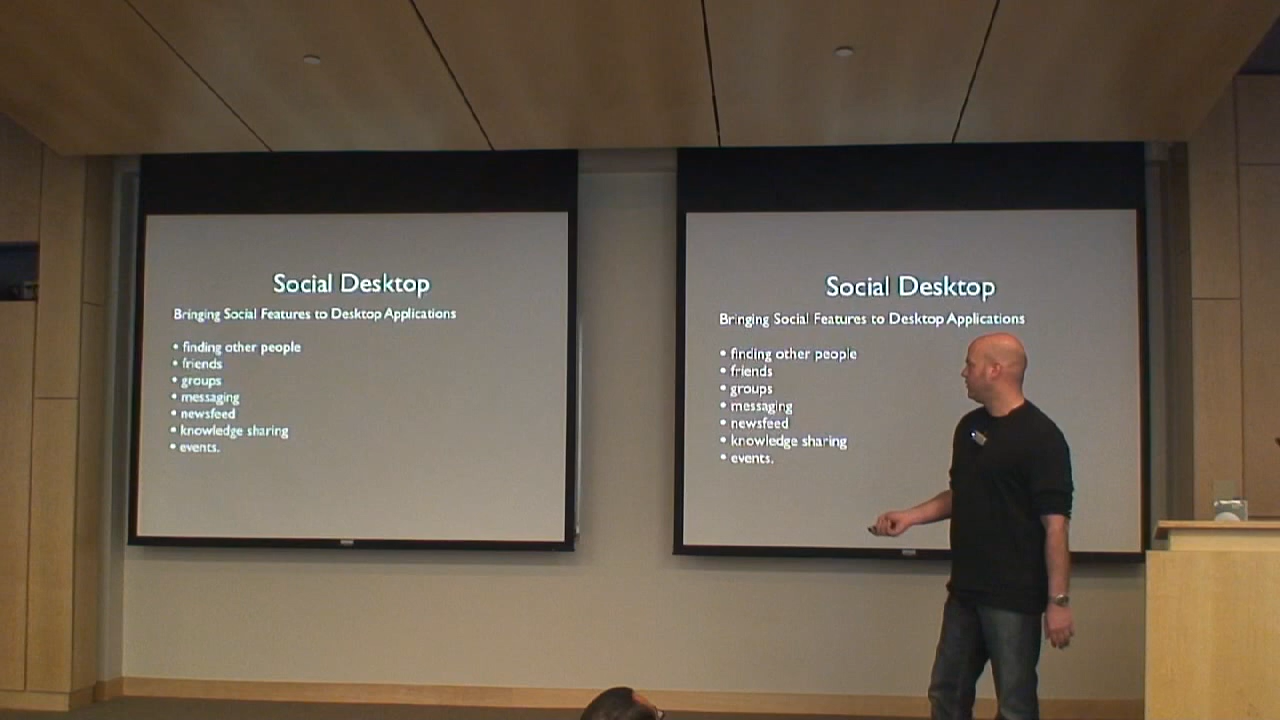 Social Desktop
Bringing Social Features to Desktop Applications
• finding other people
• friends
• groups
• messaging
• newsfeed
• knowledge sharing
• events.
Social Desktop
Bringing Social Features to Desktop Applications
• finding other people
• friends
• groups
• messaging
• newsfeed
• knowledge sharing
• events.